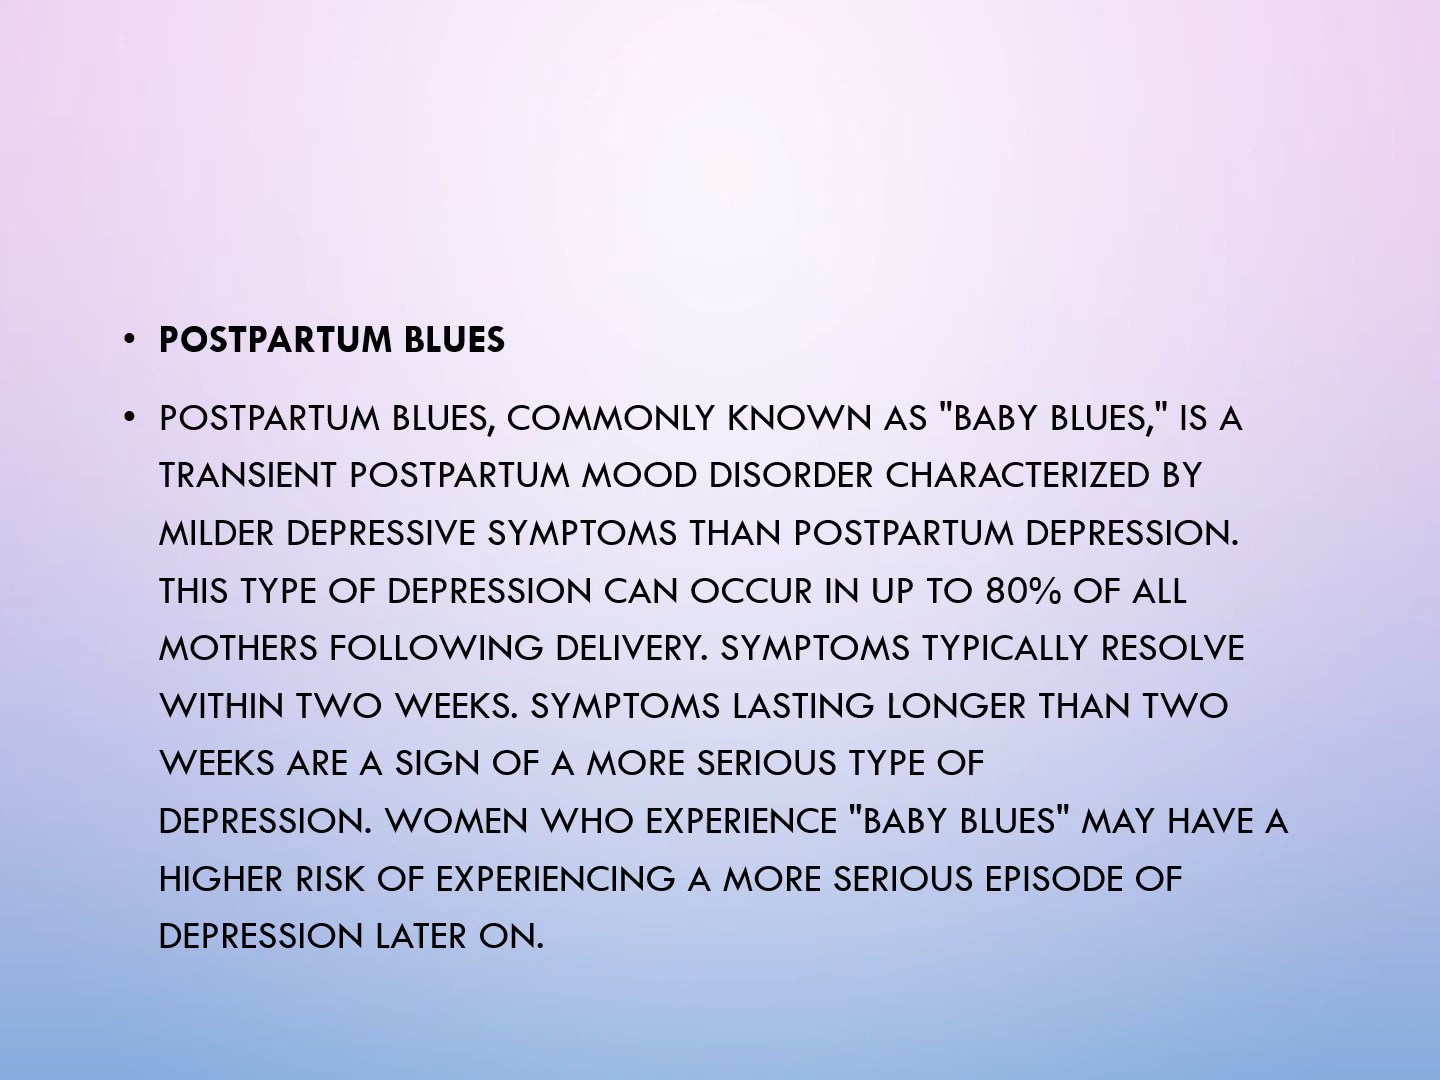 • POSTPARTUM BLUES
• POSTPARTUM BLUES, COMMONLY KNOWN AS "BABY BLUES," IS A
TRANSIENT POSTPARTUM MOOD DISORDER CHARACTERIZED BY
MILDER DEPRESSIVE SYMPTOMS THAN POSTPARTUM DEPRESSION.
THIS TYPE OF DEPRESSION CAN OCCUR IN UP TO 80% OF ALL
MOTHERS FOLLOWING DELIVERY. SYMPTOMS TYPICALLY RESOLVE
WITHIN TWO WEEKS. SYMPTOMS LASTING LONGER THAN TWO
WEEKS ARE A SIGN OF A MORE SERIOUS TYPE OF
DEPRESSION. WOMEN WHO EXPERIENCE "BABY BLUES" MAY HAVE A
HIGHER RISK OF EXPERIENCING A MORE SERIOUS EPISODE OF
DEPRESSION LATER ON.